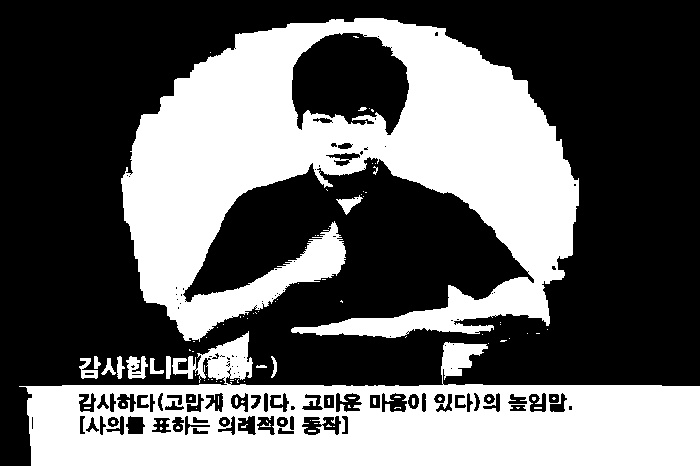 감사합니다(
감사하다(고맙게 여기다. 고마운 마음이 있다)의 높임말.
[사의를 표하는 의례적인 동작]